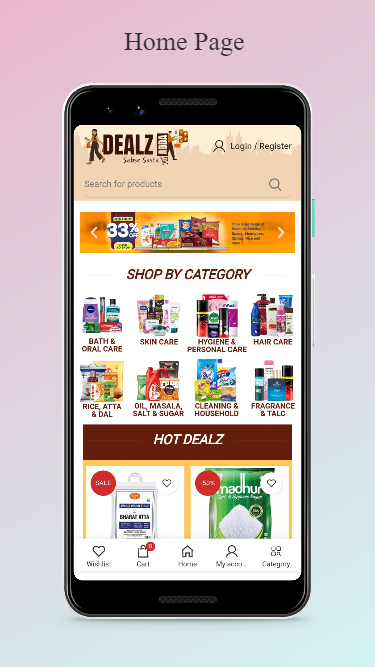 Home Page
DEALZ
ADDA
Sabse Sasta
Login / Register
Search for products
33%
SHOP BY CATEGORY
BATH & ORAL CARE
SKIN CARE
HYGIENE & PERSONAL CARE
HAIR CARE
RICE, ATTA & DAL
OIL, MASALA, SALT & SUGAR
CLEANING & HOUSEHOLD
FRAGRANCE & TALC
HOT DEALZ
SALE
-50%
BHARAT ATTA
madhur
Wishlist
0
Cart
Home
My acco..
Category